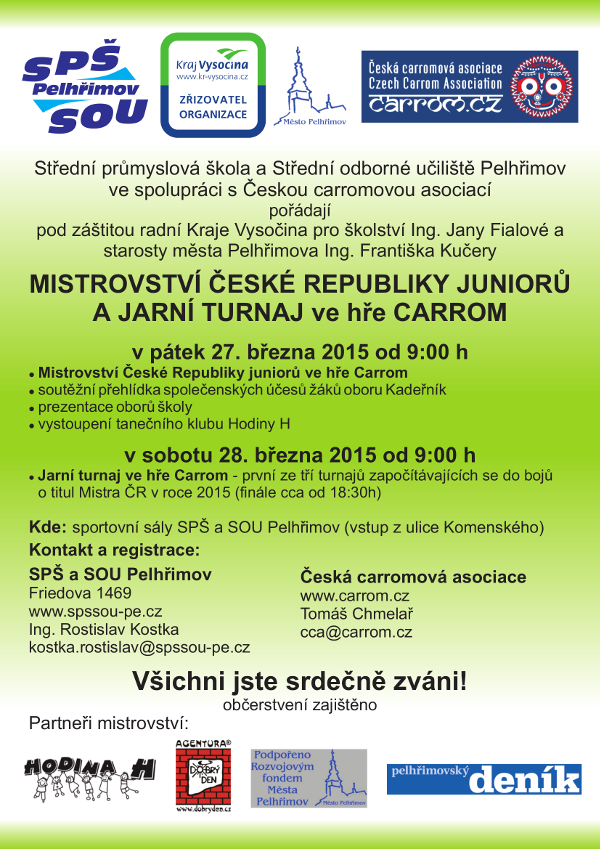 SPŠ
Pelhřimov
SOU
Kraj Vysočina
www.kr-vysocina.cz
ZŘIZOVATEL
ORGANIZACE
Město Pelhřimov
Česká carromová asociace
Czech Carrom Association
carrom.cz
Střední průmyslová škola a Střední odborné učiliště Pelhřimov
ve spolupráci s Českou carromovou asociací
pořádají
pod záštitou radní Kraje Vysočina pro školství Ing. Jany Fialové a
starosty města Pelhřimova Ing. Františka Kučery
MISTROVSTVÍ ČESKÉ REPUBLIKY JUNIORŮ
A JARNÍ TURNAJ ve hře CARROM
v pátek 27. března 2015 od 9:00 h
• Mistrovství České Republiky juniorů ve hře Carrom
• soutěžní přehlídka společenských účesů žáků oboru Kadeřník
• prezentace oborů školy
• vystoupení tanečního klubu Hodiny H
v sobotu 28. března 2015 od 9:00 h
• Jarní turnaj ve hře Carrom - první ze tří turnajů započítávajících se do bojů
o titul Mistra ČR v roce 2015 (finále cca od 18:30h)
Kde: sportovní sály SPŠ a SOU Pelhřimov (vstup z ulice Komenského)
Kontakt a registrace:
SPŠ a SOU Pelhřimov
Friedova 1469
www.spssou-pe.cz
Ing. Rostislav Kostka
kostka.rostislav@spssou-pe.cz
Česká carromová asociace
www.carrom.cz
Tomáš Chmelař
cca@carrom.cz
Všichni jste srdečně zváni!
občerstvení zajištěno
Partneři mistrovství:
HODINA H
AGENTURA®
DOBRÝ
DEN
www.dobryden.cz
Podpořeno
Rozvojovým
fondem
Města
Pelhřimov
Město Pelhřimov
pelhřimovský
deník